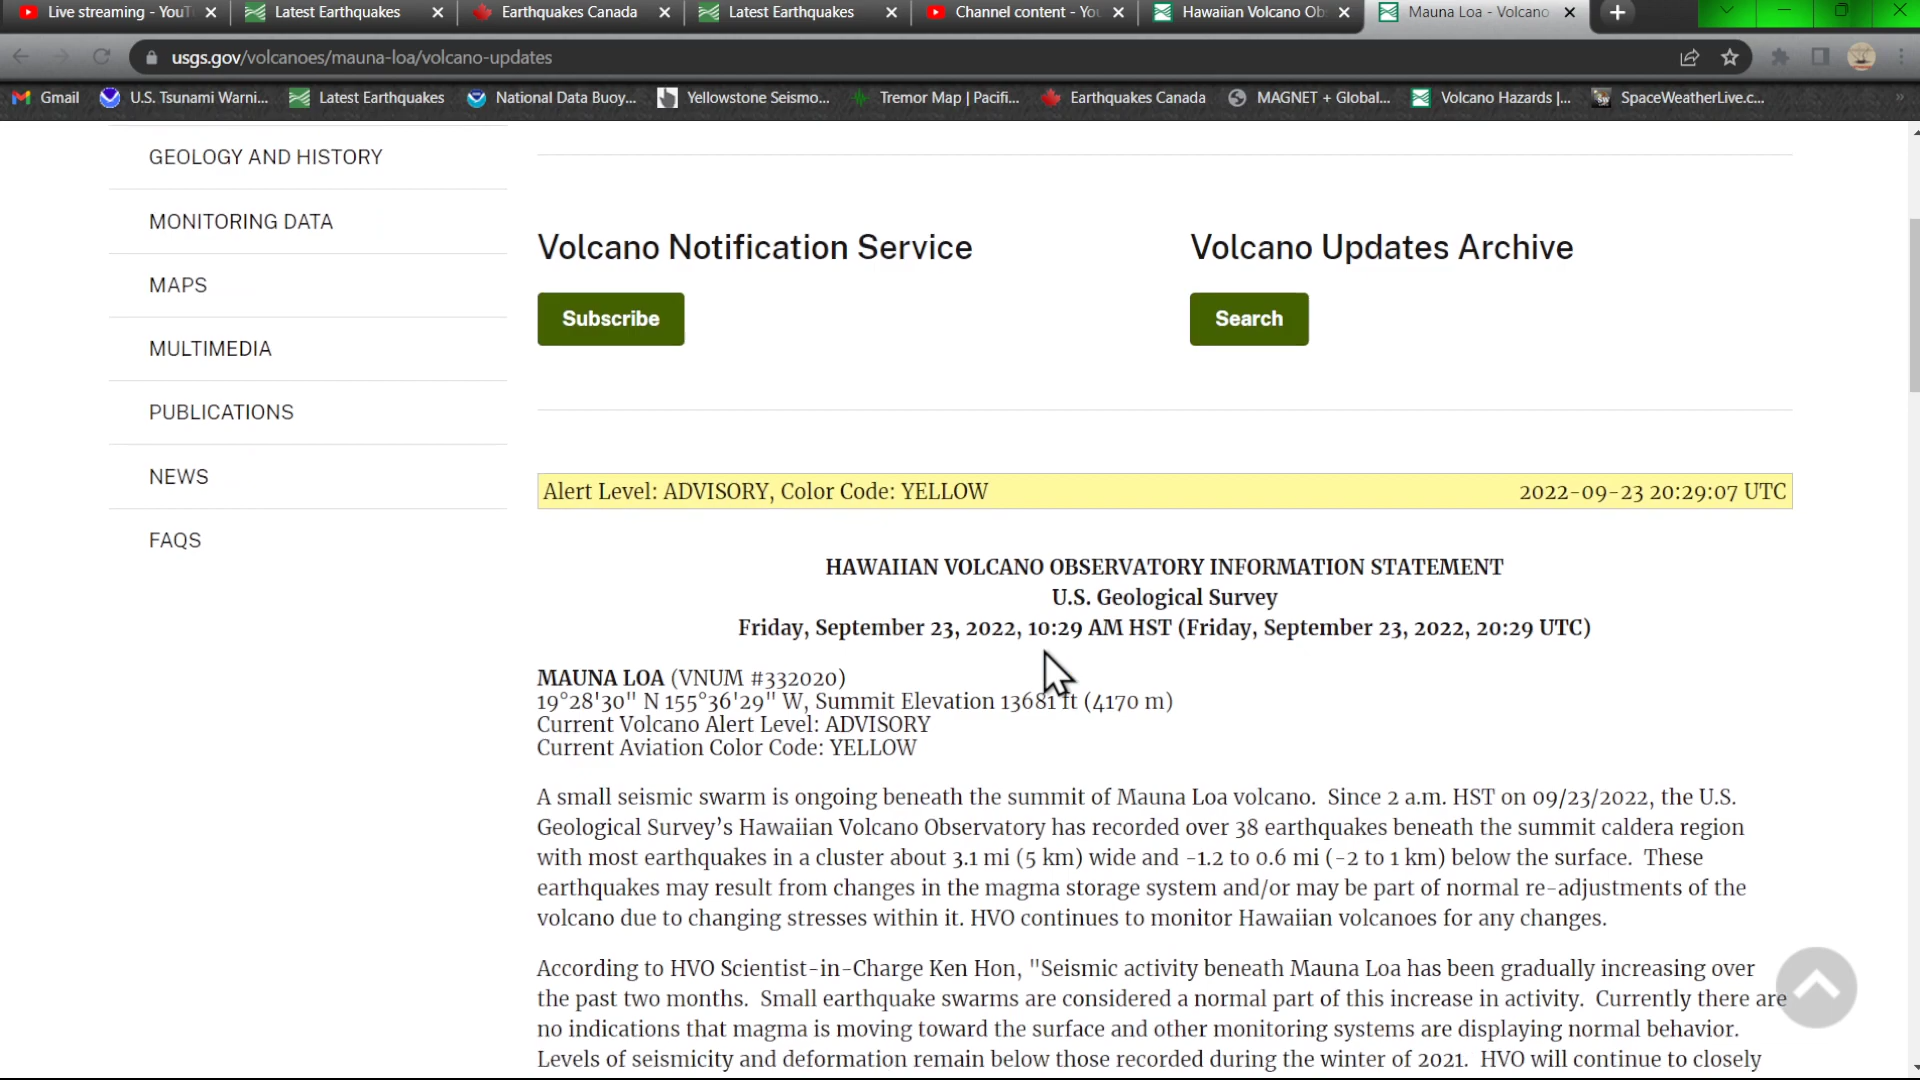 Live streaming - YouT
Latest Earthquakes
Earthquakes Canada
Latest Earthquakes
Channel content - Yo
Hawaiian Volcano Ob
Mauna Loa - Volcano
usgs.gov/volcanoes/mauna-loa/volcano-updates
Gmail
U.S. Tsunami Warni...
Latest Earthquakes
National Data Buoy...
Yellowstone Seismo...
Tremor Map | Pacifi...
Earthquakes Canada
MAGNET + Global...
Volcano Hazards |...
SpaceWeatherLive.c...
GEOLOGY AND HISTORY
MONITORING DATA
MAPS
MULTIMEDIA
PUBLICATIONS
NEWS
FAQS
Volcano Notification Service
Subscribe
Volcano Updates Archive
Search
Alert Level: ADVISORY, Color Code: YELLOW 2022-09-23 20:29:07 UTC
HAWAIIAN VOLCANO OBSERVATORY INFORMATION STATEMENT
U.S. Geological Survey
Friday, September 23, 2022, 10:29 AM HST (Friday, September 23, 2022, 20:29 UTC)
MAUNA LOA (VNUM #332020)
19°28'30" N 155°36'29" W, Summit Elevation 13681 ft (4170 m)
Current Volcano Alert Level: ADVISORY
Current Aviation Color Code: YELLOW
A small seismic swarm is ongoing beneath the summit of Mauna Loa volcano. Since 2 a.m. HST on 09/23/2022, the U.S.
Geological Survey's Hawaiian Volcano Observatory has recorded over 38 earthquakes beneath the summit caldera region
with most earthquakes in a cluster about 3.1 mi (5 km) wide and -1.2 to 0.6 mi (-2 to 1 km) below the surface. These
earthquakes may result from changes in the magma storage system and/or may be part of normal re-adjustments of the
volcano due to changing stresses within it. HVO continues to monitor Hawaiian volcanoes for any changes.
According to HVO Scientist-in-Charge Ken Hon, "Seismic activity beneath Mauna Loa has been gradually increasing over
the past two months. Small earthquake swarms are considered a normal part of this increase in activity. Currently there are
no indications that magma is moving toward the surface and other monitoring systems are displaying normal behavior.
Levels of seismicity and deformation remain below those recorded during the winter of 2021. HVO will continue to closely